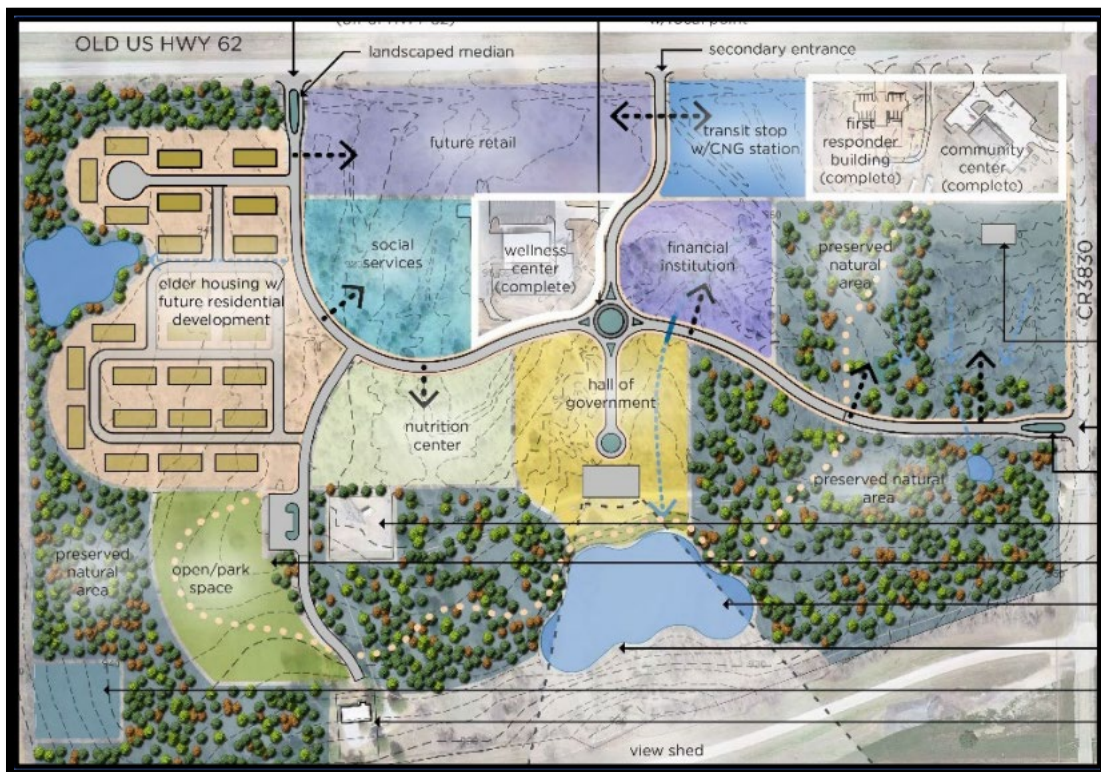 OLD US HWY 62
landscaped median
secondary entrance
future retail
transit stop
w/CNG station
first
responder
building
(complete)
community
center
(complete)
social
services
wellness
center
(complete)
financial
institution
preserved
natural
area
CR3830
elder housing w/
future residential
development
hall of
government
nutrition
center
preserved natural
area
preserved
natural
area
open/park
space
view shed